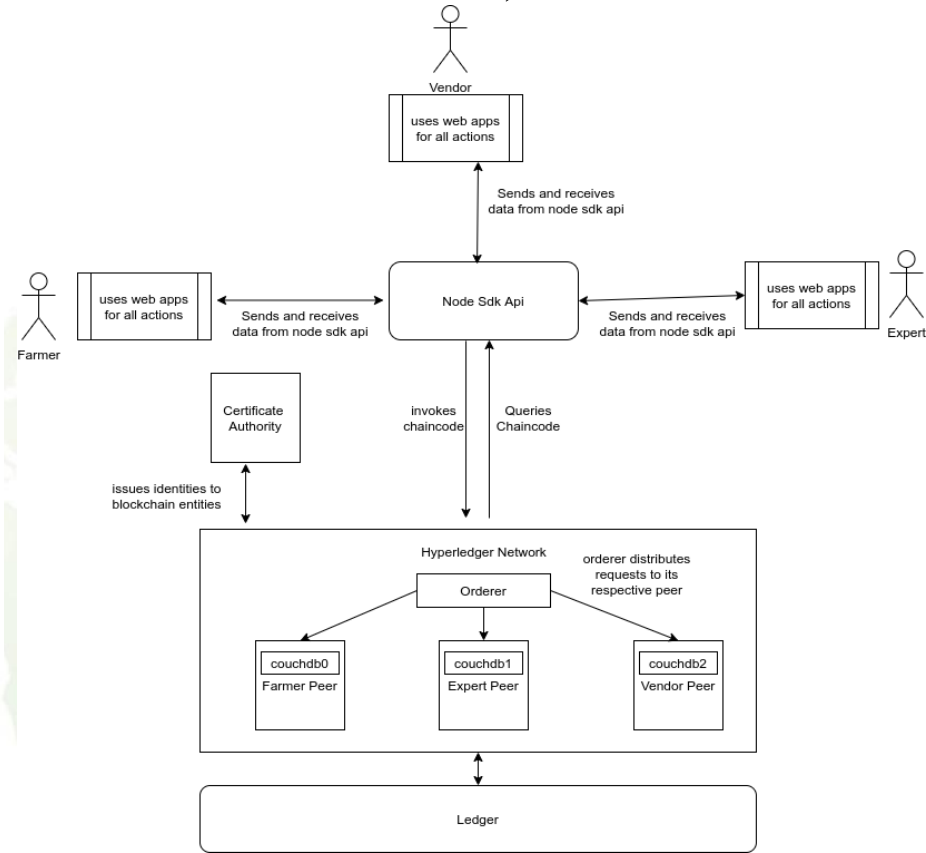 Vendor
uses web apps
for all actions
Sends and receives
data from node sdk api
Farmer
uses web apps
for all actions
Sends and receives
data from node sdk api
Node Sdk Api
Sends and receives
data from node sdk api
uses web apps
for all actions
Expert
Certificate
Authority
invokes
chaincode
Queries
Chaincode
issues identities to
blockchain entities
Hyperledger Network
orderer distributes
requests to its
respective peer
Orderer
couchdb0
Farmer Peer
couchdb1
Expert Peer
couchdb2
Vendor Peer
Ledger